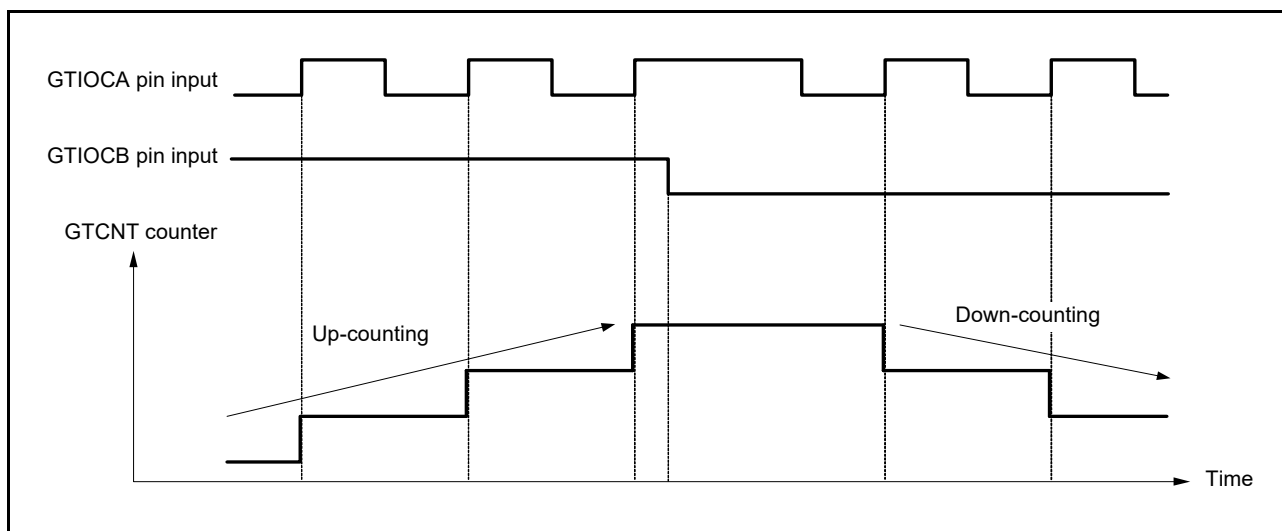 GTIOCA pin input
GTIOCB pin input
GTCNT counter
Up-counting
Down-counting
Time